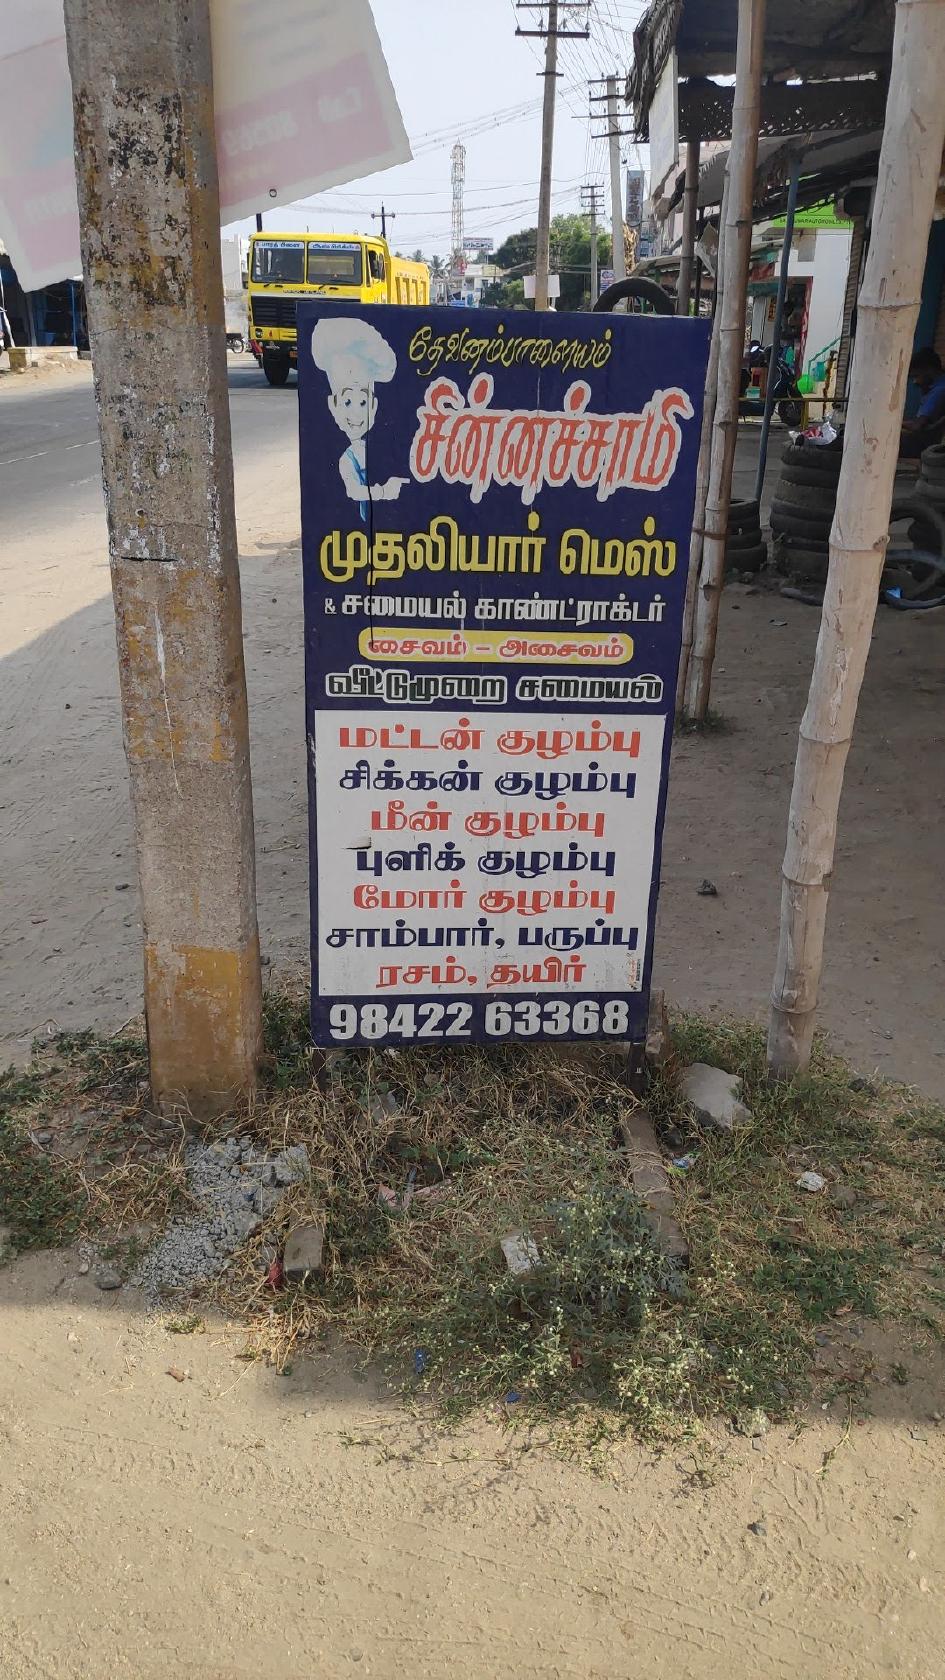 தேவனம்பாளையம்
சின்னச்சாமி
முதலியார் மெஸ்
& சமையல் காண்ட்ராக்டர்
சைவம் - அசைவம்
வீட்டுமுறை சமையல்
மட்டன் குழம்பு
சிக்கன் குழம்பு
மீன் குழம்பு
புளிக் குழம்பு
மோர் குழம்பு
சாம்பார், பருப்பு
ரசம், தயிர்
98422 63368